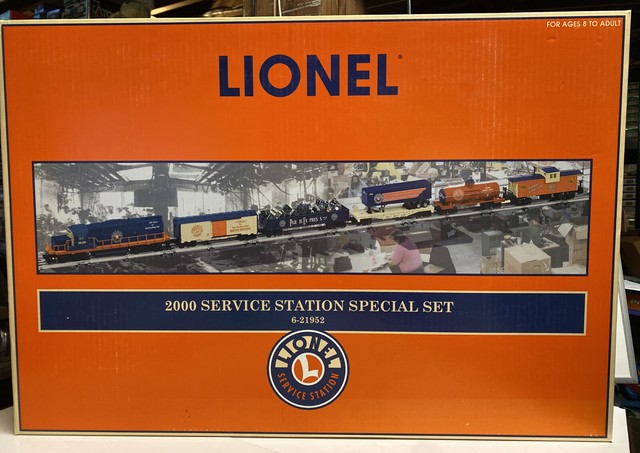 FOR AGES 8 TO ADULT
LIONEL
2000 SERVICE STATION SPECIAL SET
6-21952
LIONEL
L
SERVICE STATION